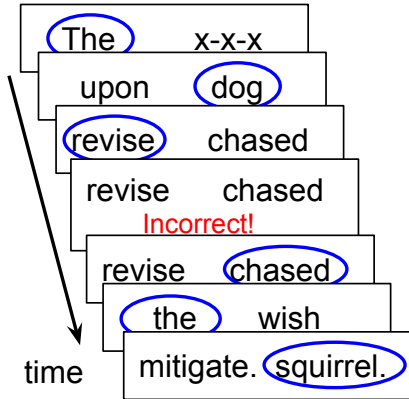 The x-x-x
upon dog
revise chased
revise chased
Incorrect!
revise chased
the wish
mitigate. squirrel.
time